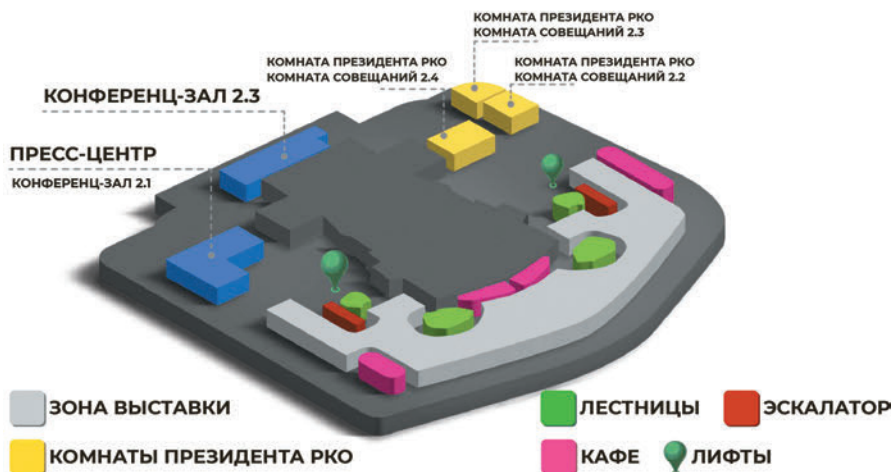 КОМНАТА ПРЕЗИДЕНТА РКО
КОМНАТА СОВЕЩАНИЙ 2.3
КОМНАТА ПРЕЗИДЕНТА РКО
КОМНАТА СОВЕЩАНИЙ 2.4
КОМНАТА ПРЕЗИДЕНТА РКО
КОМНАТА СОВЕЩАНИЙ 2.2
КОНФЕРЕНЦ-ЗАЛ 2.3
ПРЕСС-ЦЕНТР
КОНФЕРЕНЦ-ЗАЛ 2.1
ЗОНА ВЫСТАВКИ
ЛЕСТНИЦЫ
ЭСКАЛАТОР
КОМНАТЫ ПРЕЗИДЕНТА РКО
КАФЕ
ЛИФТЫ